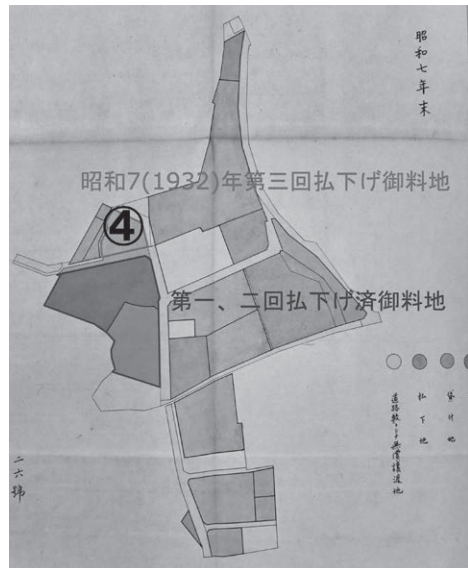 昭和七年末
昭和7(1932)年第三回払下げ御料地
④
第一、二回払下げ済御料地
貸付地
払下地
道路敷トシテ無償譲渡地
二六號